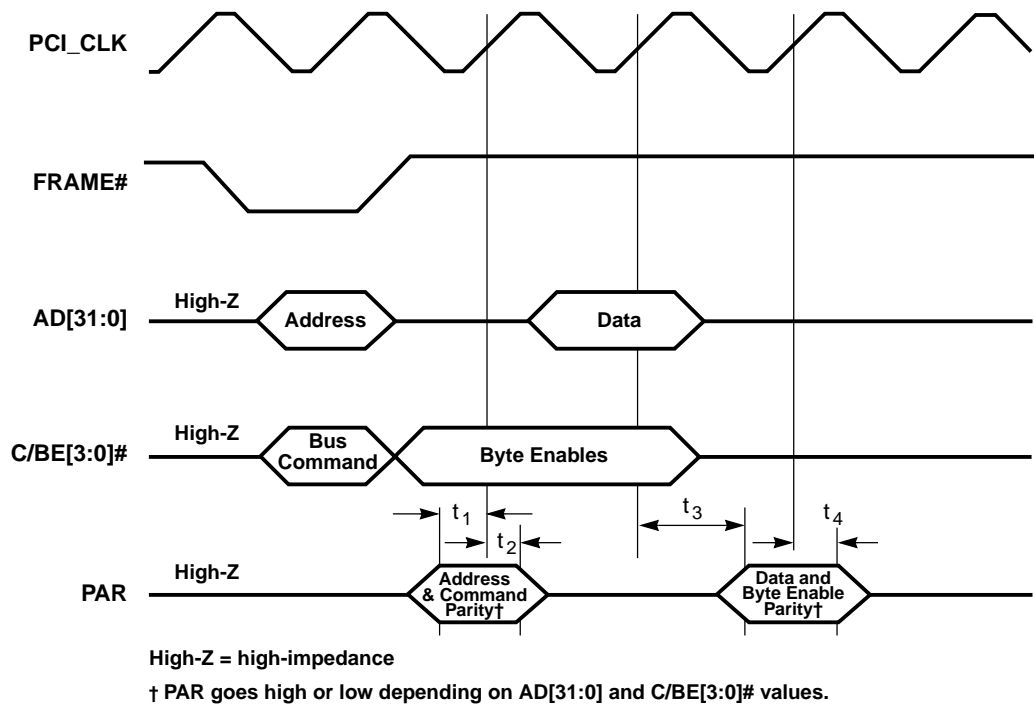 PCI_CLK
FRAME#
AD[31:0]
High-Z
Address
Data
C/BE[3:0]#
High-Z
Bus
Command
Byte Enables
t1
t2
t3
t4
PAR
High-Z
Address
& Command
Parity†
Data and
Byte Enable
Parity†
High-Z = high-impedance
† PAR goes high or low depending on AD[31:0] and C/BE[3:0]# values.